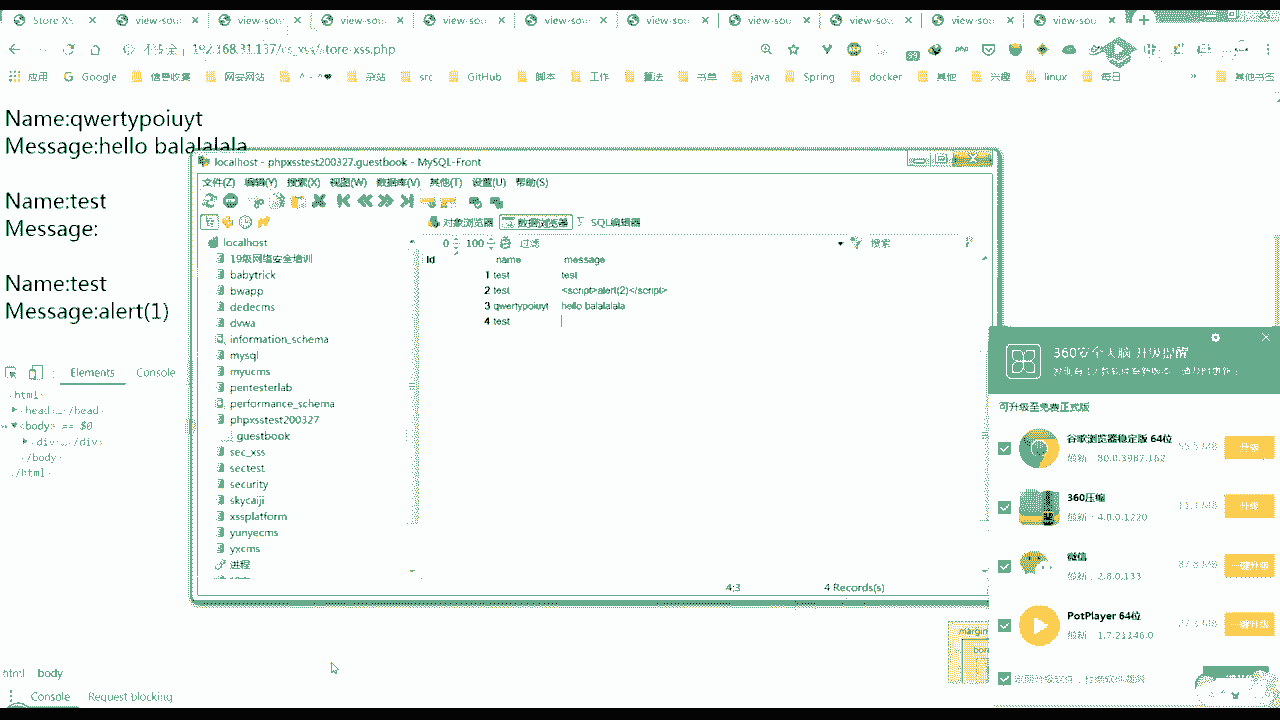 Store XS
view-sou
view-sou
view-sou
view-sou
view-sou
view-sou
view-sou
view-sou
view-sou
view-sou
不安全 192.168.31.137/
store-xss.php
应用
Google
信息收集
网安网站
杂站
src
GitHub
脚本
工作
算法
书单
java
Spring
docker
其他
兴趣
linux
每日
»
其他书签
Name:qwertypoiuyt
Message:hello balalalala
Name:test
Message:
Name:test
Message:alert(1)
Elements
Console
html
head…/head
<body> == $0
div…/div
/body
/html
html body
Console
Request blocking
localhost - phpxsstest200327.guestbook - MySQL-Front
文件(Z) 编辑(Y) 搜索(X) 视图(W) 数据库(V) 其他(T) 设置(U) 帮助(S)
对象浏览器 数据浏览器 SQL编辑器
0 100 过滤 搜索
localhost
19级网络安全培训
babytrick
bwapp
dedecms
dvwa
information_schema
mysql
myucms
pentesterlab
performance_schema
phpxsstest200327
guestbook
sec_xss
sectest
security
skycaiji
xssplatform
yunyecms
yxcms
进程
Id name message
1 test test
2 test <script>alert(2)</script>
3 qwertypoiuyt hello balalalala
4 test
4:3
4 Records(s)
360安全大脑 升级提醒
可升级至免费正式版
谷歌浏览器稳定版 64位
最新：80.0.3987.162
升级
360压缩
最新：4.0.0.1220
升级
微信
最新：2.8.0.133
一键升级
PotPlayer 64位
最新：1.7.21146.0
一键升级
margin
bor